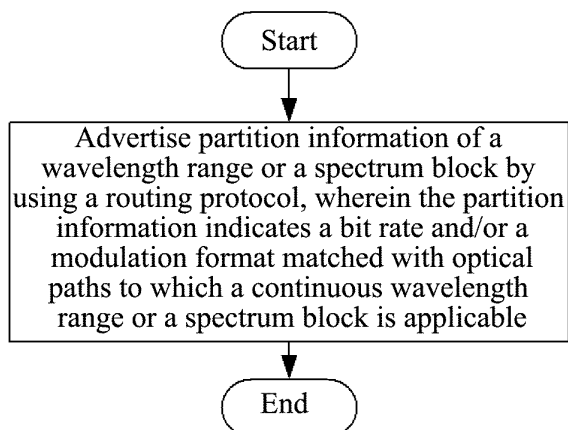 Start
Advertise partition information of a
wavelength range or a spectrum block by
using a routing protocol, wherein the partition
information indicates a bit rate and/or a
modulation format matched with optical
paths to which a continuous wavelength
range or a spectrum block is applicable
End